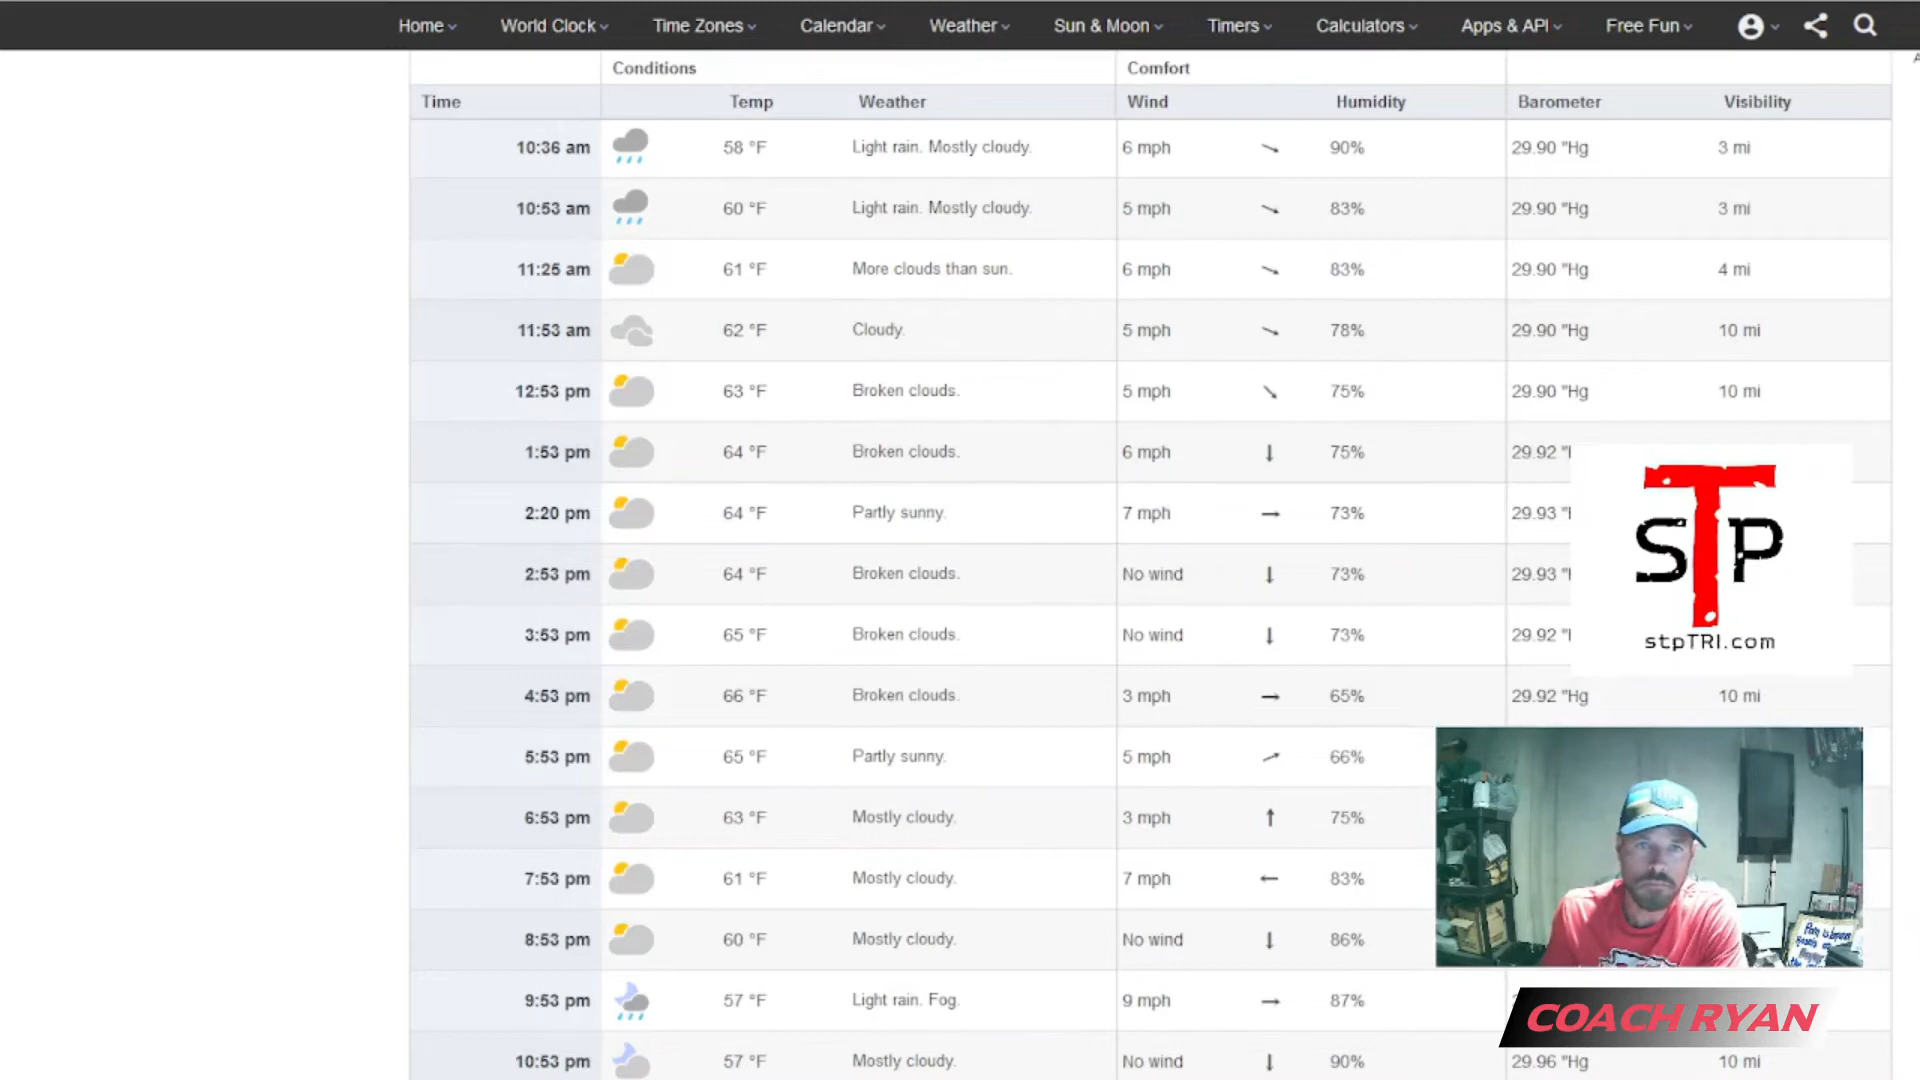 Home World Clock Time Zones Calendar Weather Sun & Moon Timers Calculators Apps & API Free Fun
Conditions Comfort
Time Temp Weather Wind Humidity Barometer Visibility
10:36 am 58 °F Light rain. Mostly cloudy. 6 mph 90% 29.90 "Hg 3 mi
10:53 am 60 °F Light rain. Mostly cloudy. 5 mph 83% 29.90 "Hg 3 mi
11:25 am 61 °F More clouds than sun. 6 mph 83% 29.90 "Hg 4 mi
11:53 am 62 °F Cloudy. 5 mph 78% 29.90 "Hg 10 mi
12:53 pm 63 °F Broken clouds. 5 mph 75% 29.90 "Hg 10 mi
1:53 pm 64 °F Broken clouds. 6 mph 75% 29.92
2:20 pm 64 °F Partly sunny. 7 mph 73% 29.93
2:53 pm 64 °F Broken clouds. No wind 73% 29.93
3:53 pm 65 °F Broken clouds. No wind 73% 29.92
4:53 pm 66 °F Broken clouds. 3 mph 65% 29.92 "Hg 10 mi
5:53 pm 65 °F Partly sunny. 5 mph 66%
6:53 pm 63 °F Mostly cloudy. 3 mph 75%
7:53 pm 61 °F Mostly cloudy. 7 mph 83%
8:53 pm 60 °F Mostly cloudy. No wind 86%
9:53 pm 57 °F Light rain. Fog. 9 mph 87%
10:53 pm 57 °F Mostly cloudy. No wind 90% 29.96 "Hg 10 mi
STP
stpTRI.com
COACH RYAN